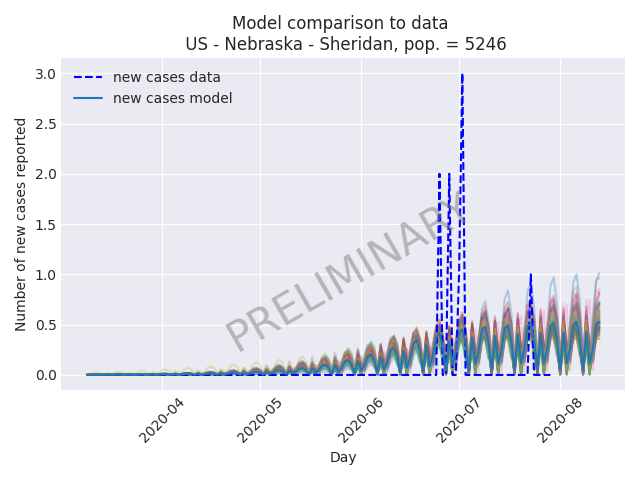 Model comparison to data
US - Nebraska - Sheridan, pop. = 5246
3.0
new cases data
new cases model
2.5
2.0
1.5
1.0
0.5
0.0
Number of new cases reported
PRELIMINARY
2020-04
2020-05
2020-06
2020-07
2020-08
Day